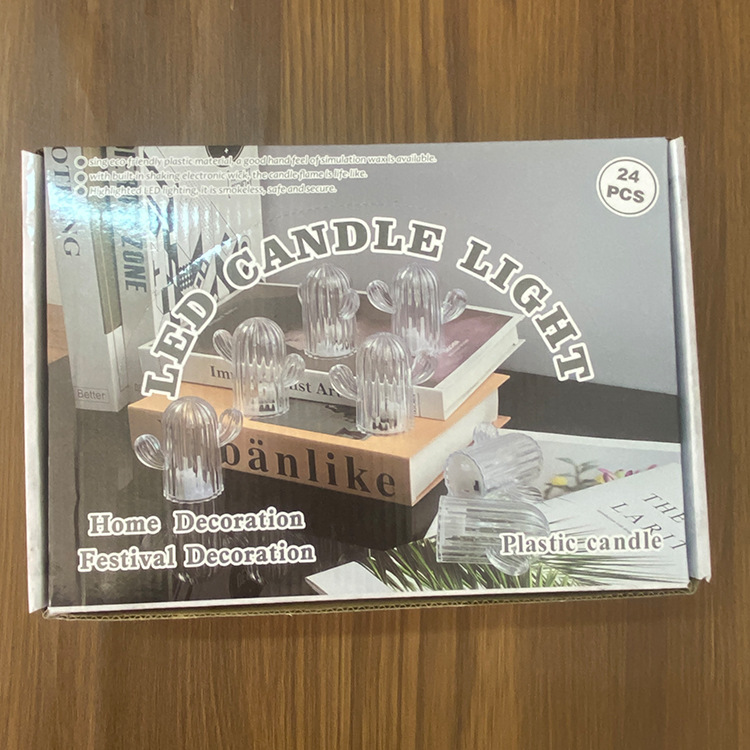 sing eco-friendly plastic material, a good hand feel of simulation wax is available.
with built-in shaking electronic wick, the candle flame is life-like.
Highlighted LED lighting, it is smokeless, safe and secure.
24
PCS
LED CANDLE LIGHT
Better
oänlike
Home Decoration
Festival Decoration
Plastic candle
THE